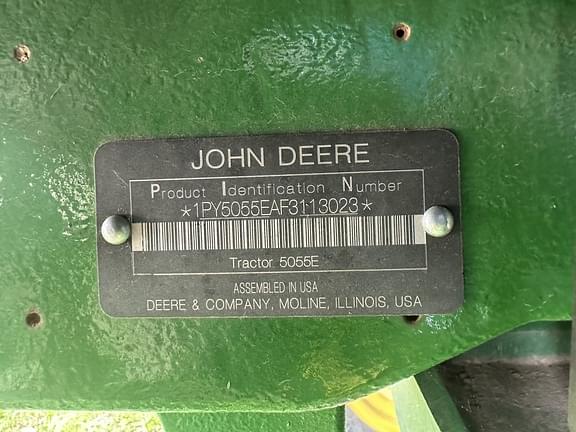 JOHN DEERE
Product Identification Number
*1PY5055EAF3113023*
Tractor 5055E
ASSEMBLED IN USA
DEERE & COMPANY, MOLINE, ILLINOIS, USA